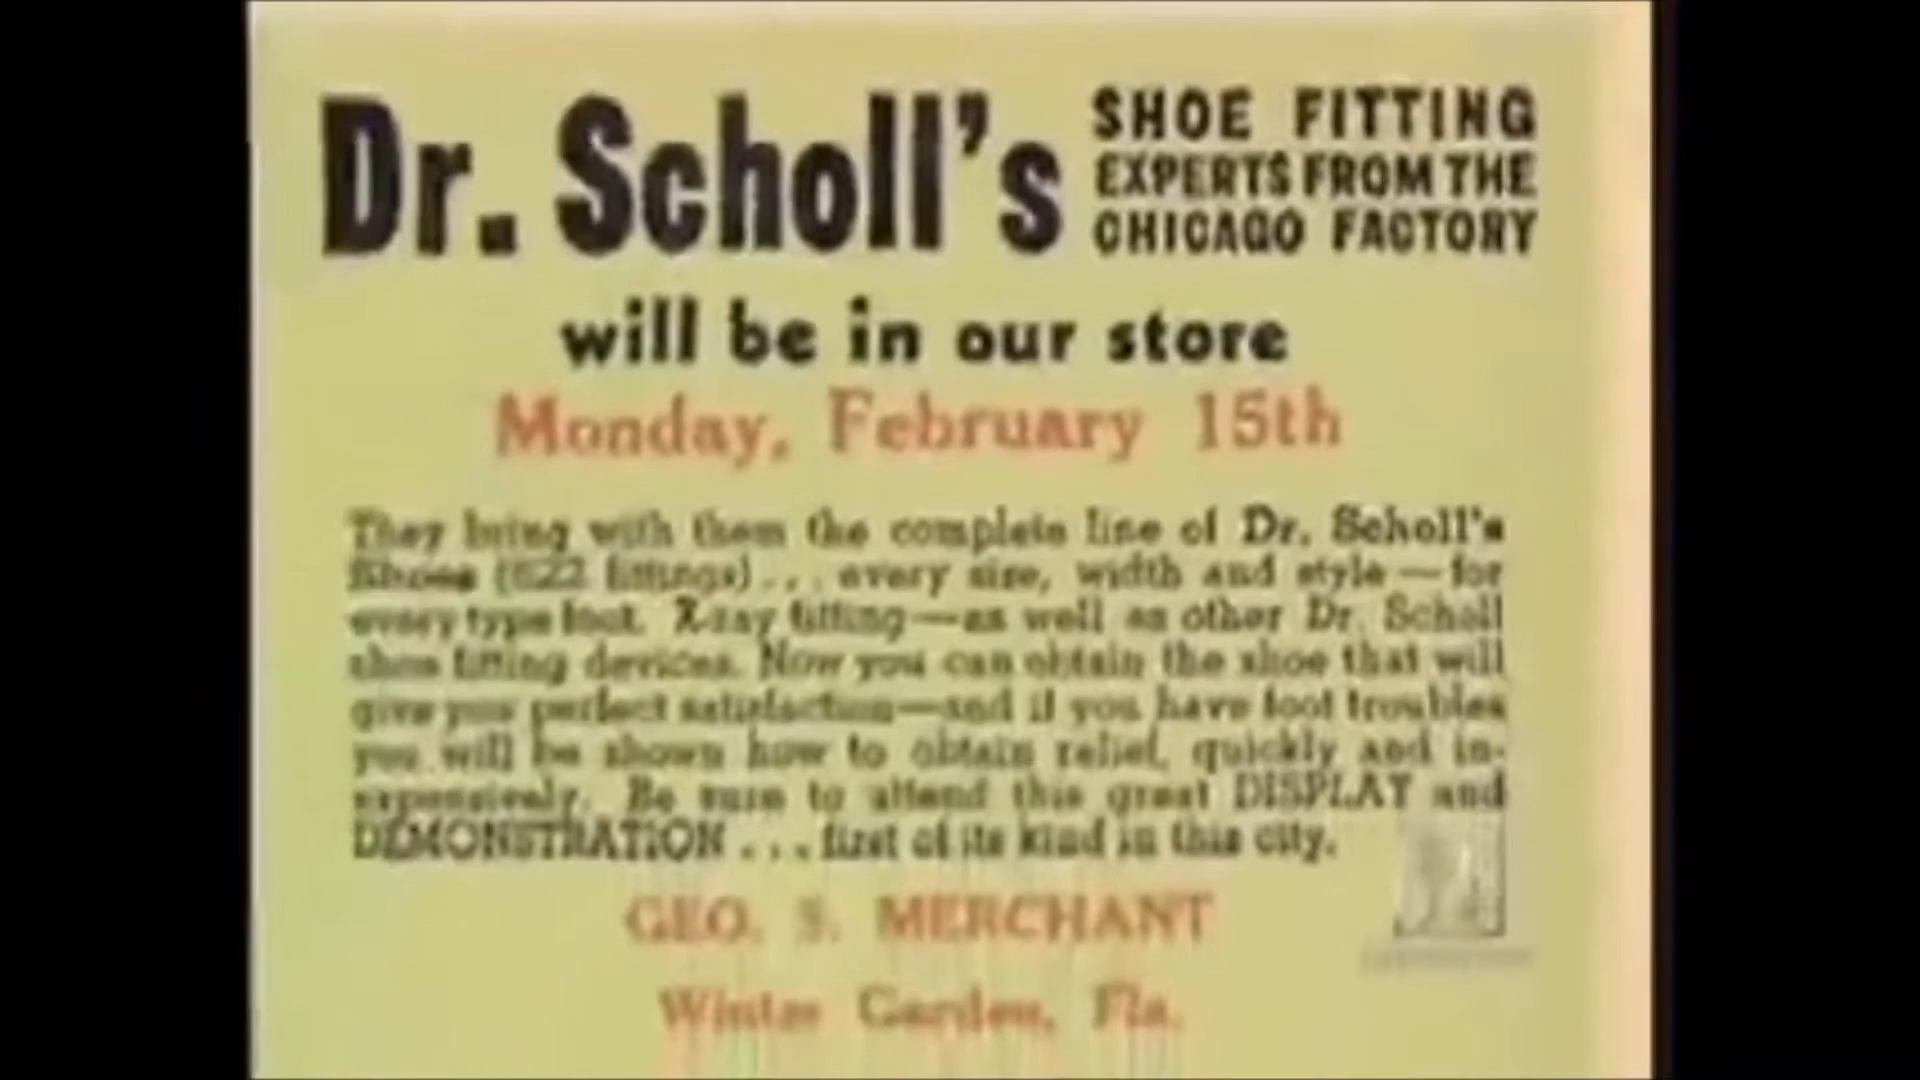 Dr. Scholl's
SHOE FITTING
EXPERTS FROM THE
CHICAGO FACTORY
will be in our store
Monday, February 15th
They bring with them the complete line of Dr. Scholl's
Shoes (622 fittings)... every size, width and style—for
every type foot. X-ray fitting—as well as other Dr. Scholl
shoe fitting devices. Now you can obtain the shoe that will
give you perfect satisfaction—and if you have foot troubles
you will be shown how to obtain relief, quickly and in-
expensively. Be sure to attend this great DISPLAY and
DEMONSTRATION . . . first of its kind in this city.
GEO. S. MERCHANT
Winter Garden, Fla.